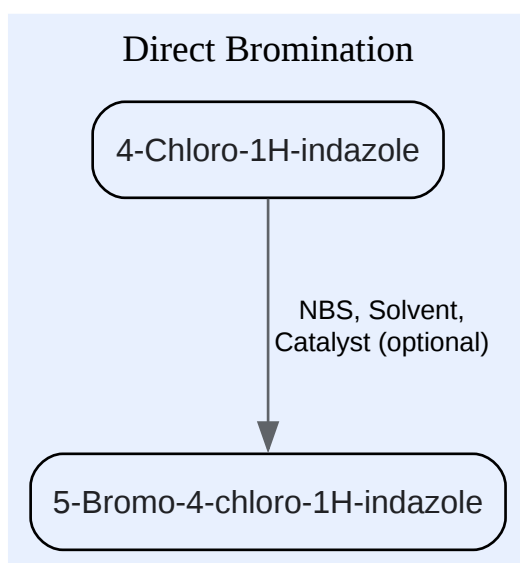 Direct Bromination
4-Chloro-1H-indazole
NBS, Solvent,
Catalyst (optional)
5-Bromo-4-chloro-1H-indazole